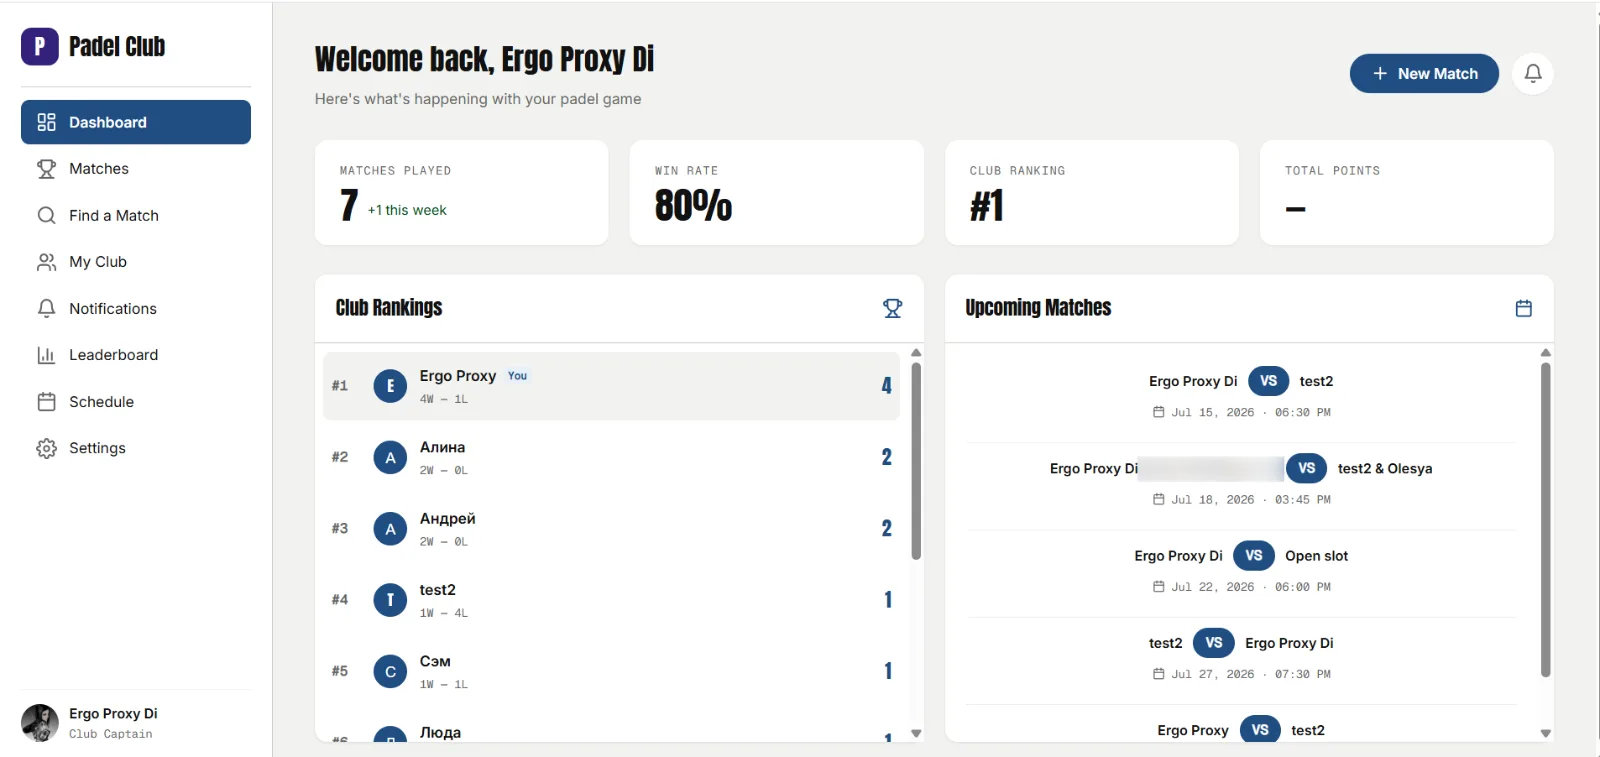 P Padel Club
Dashboard
Matches
Find a Match
My Club
Notifications
Leaderboard
Schedule
Settings
Ergo Proxy Di
Club Captain
Welcome back, Ergo Proxy Di
Here's what's happening with your padel game
+ New Match
MATCHES PLAYED
7 +1 this week
WIN RATE
80%
CLUB RANKING
#1
TOTAL POINTS
—
Club Rankings
#1 E Ergo Proxy You 4
4W — 1L
#2 А Алина 2
2W — 0L
#3 А Андрей 2
2W — 0L
#4 T test2 1
1W — 4L
#5 С Сэм 1
1W — 1L
#6 Л Люда 1
Upcoming Matches
Ergo Proxy Di VS test2
Jul 15, 2026 · 06:30 PM
Ergo Proxy Di VS test2 & Olesya
Jul 18, 2026 · 03:45 PM
Ergo Proxy Di VS Open slot
Jul 22, 2026 · 06:00 PM
test2 VS Ergo Proxy Di
Jul 27, 2026 · 07:30 PM
Ergo Proxy VS test2